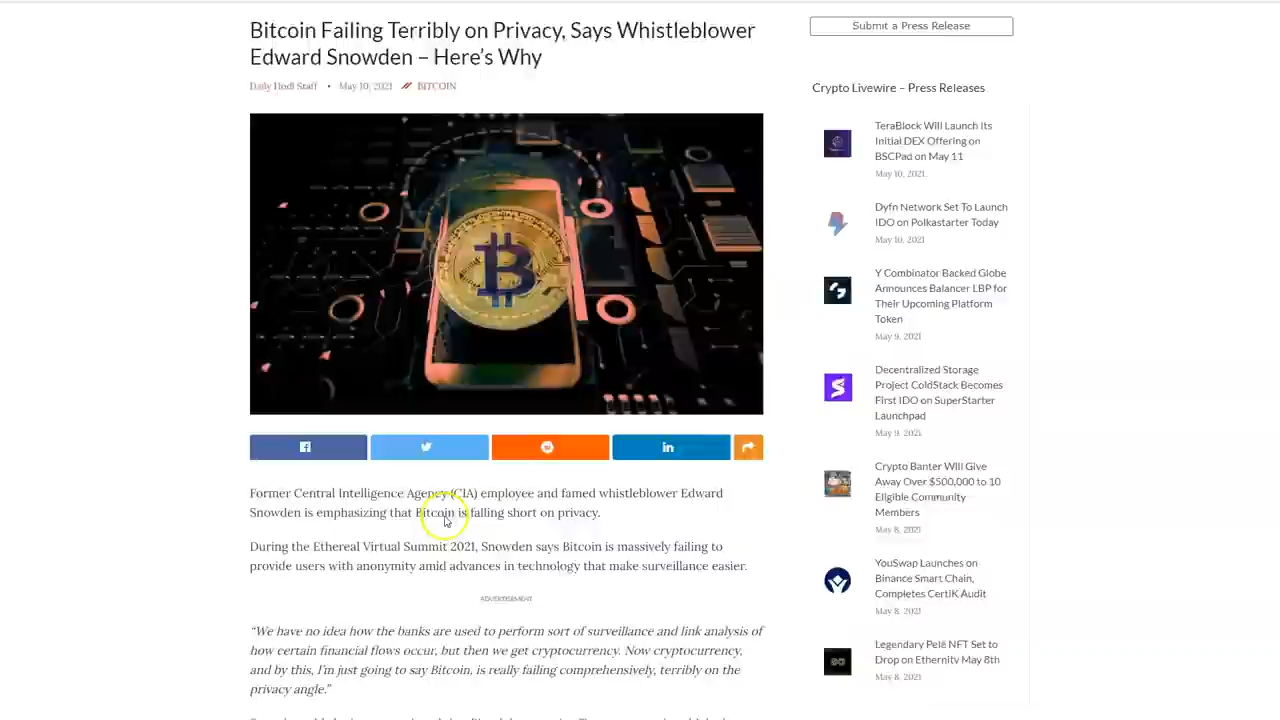 Bitcoin Failing Terribly on Privacy, Says Whistleblower
Edward Snowden – Here's Why
Daily Hodl Staff • May 10, 2021 // BITCOIN
Former Central Intelligence Agency (CIA) employee and famed whistleblower Edward
Snowden is emphasizing that Bitcoin is falling short on privacy.
During the Ethereal Virtual Summit 2021, Snowden says Bitcoin is massively failing to
provide users with anonymity amid advances in technology that make surveillance easier.
ADVERTISEMENT
“We have no idea how the banks are used to perform sort of surveillance and link analysis of
how certain financial flows occur, but then we get cryptocurrency. Now cryptocurrency,
and by this, I’m just going to say Bitcoin, is really failing comprehensively, terribly on the
privacy angle.”
Submit a Press Release
Crypto Livewire – Press Releases
TeraBlock Will Launch Its
Initial DEX Offering on
BSCPad on May 11
May 10, 2021
Dyfn Network Set To Launch
IDO on Polkastarter Today
May 10, 2021
Y Combinator Backed Globe
Announces Balancer LBP for
Their Upcoming Platform
Token
May 9, 2021
Decentralized Storage
Project ColdStack Becomes
First IDO on SuperStarter
Launchpad
May 9, 2021
Crypto Banter Will Give
Away Over $500,000 to 10
Eligible Community
Members
May 8, 2021
YouSwap Launches on
Binance Smart Chain,
Completes CertiK Audit
May 8, 2021
Legendary Pelé NFT Set to
Drop on Ethernity May 8th
May 8, 2021